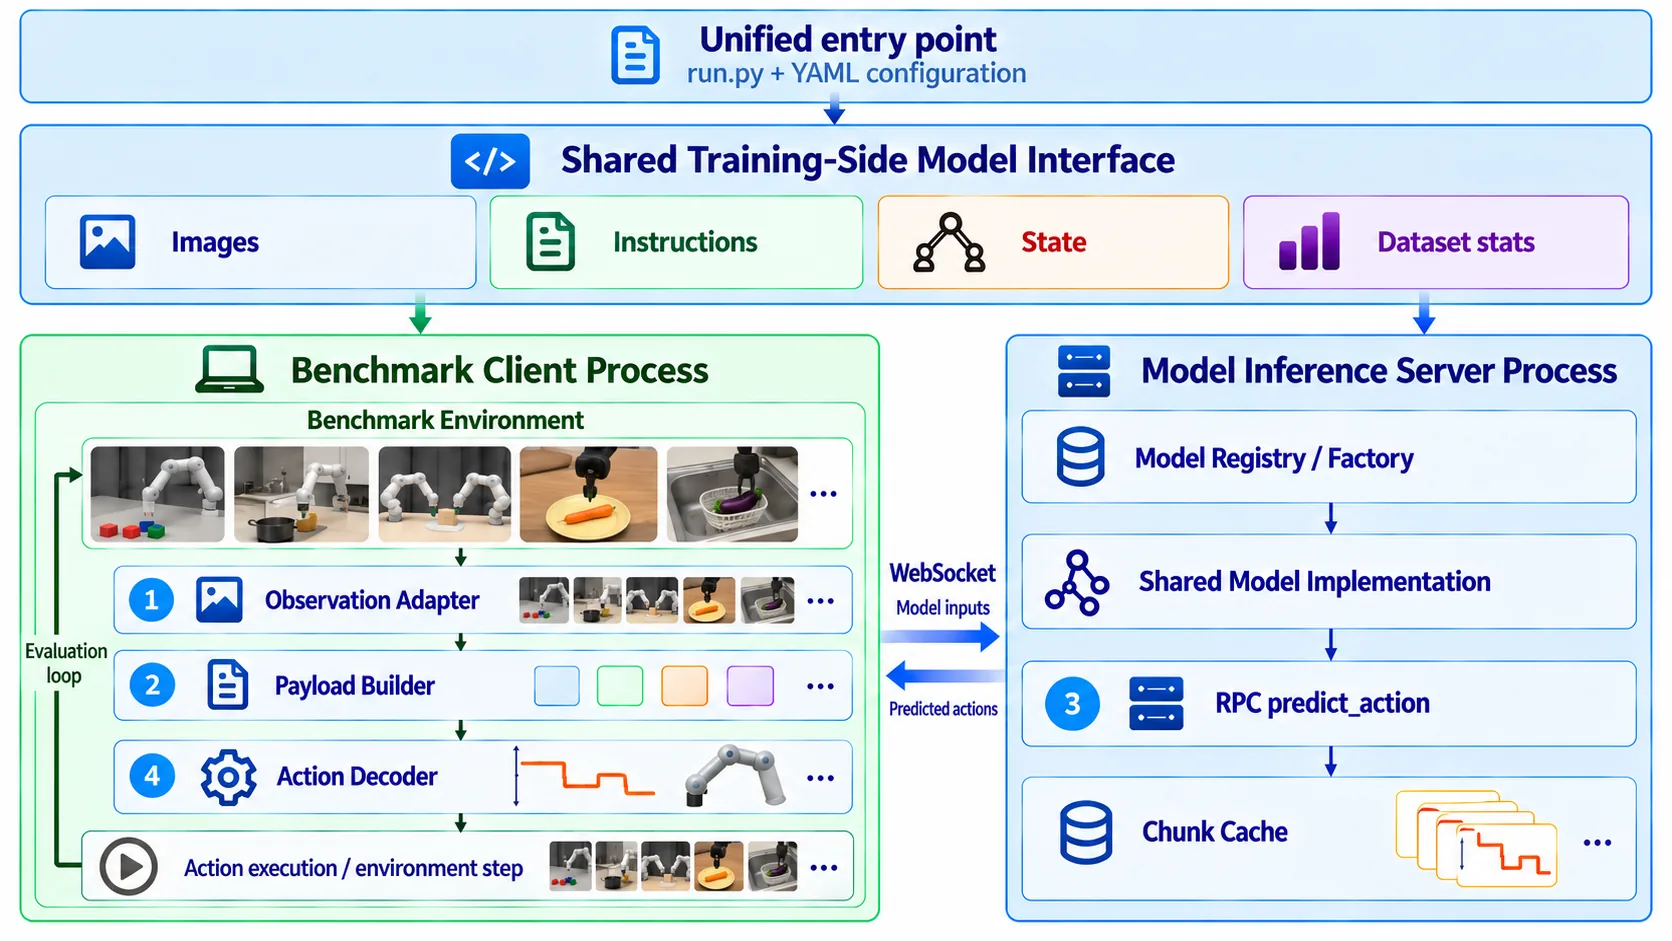 Unified entry point
run.py + YAML configuration
</>
Shared Training-Side Model Interface
Images
Instructions
State
Dataset stats
Benchmark Client Process
Benchmark Environment
...
1
Observation Adapter
...
2
Payload Builder
...
4
Action Decoder
...
Action execution / environment step
...
Evaluation
loop
WebSocket
Model inputs
Predicted actions
Model Inference Server Process
Model Registry / Factory
Shared Model Implementation
3
RPC predict_action
Chunk Cache
...